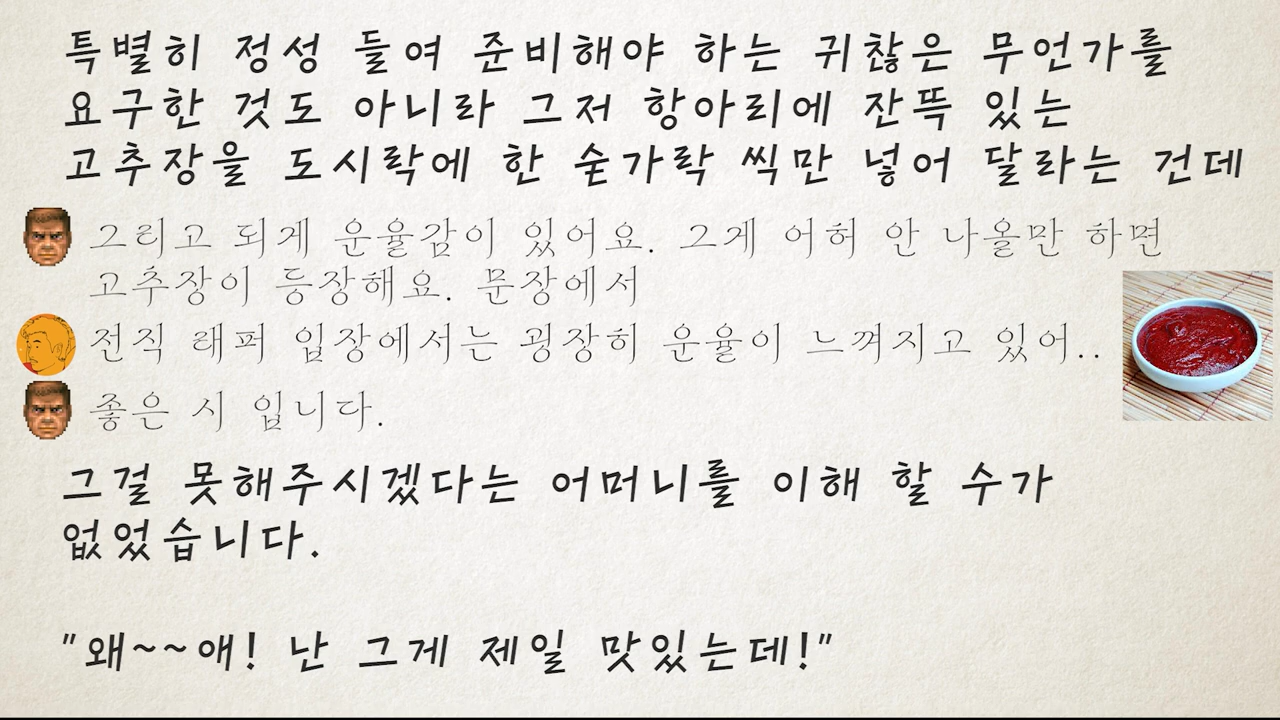 특별히 정성 들여 준비해야 하는 귀찮은 무언가를
요구한 것도 아니라 그저 항아리에 잔뜩 있는
고추장을 도시락에 한 숟가락 씩만 넣어 달라는 건데
그리고 되게 운율감이 있어요. 그게 어허 안 나올만 하면
고추장이 등장해요. 문장에서
전직 래퍼 입장에서는 굉장히 운율이 느껴지고 있어..
좋은 시 입니다.
그걸 못해주시겠다는 어머니를 이해 할 수가
없었습니다.
"왜~~애! 난 그게 제일 맛있는데!"